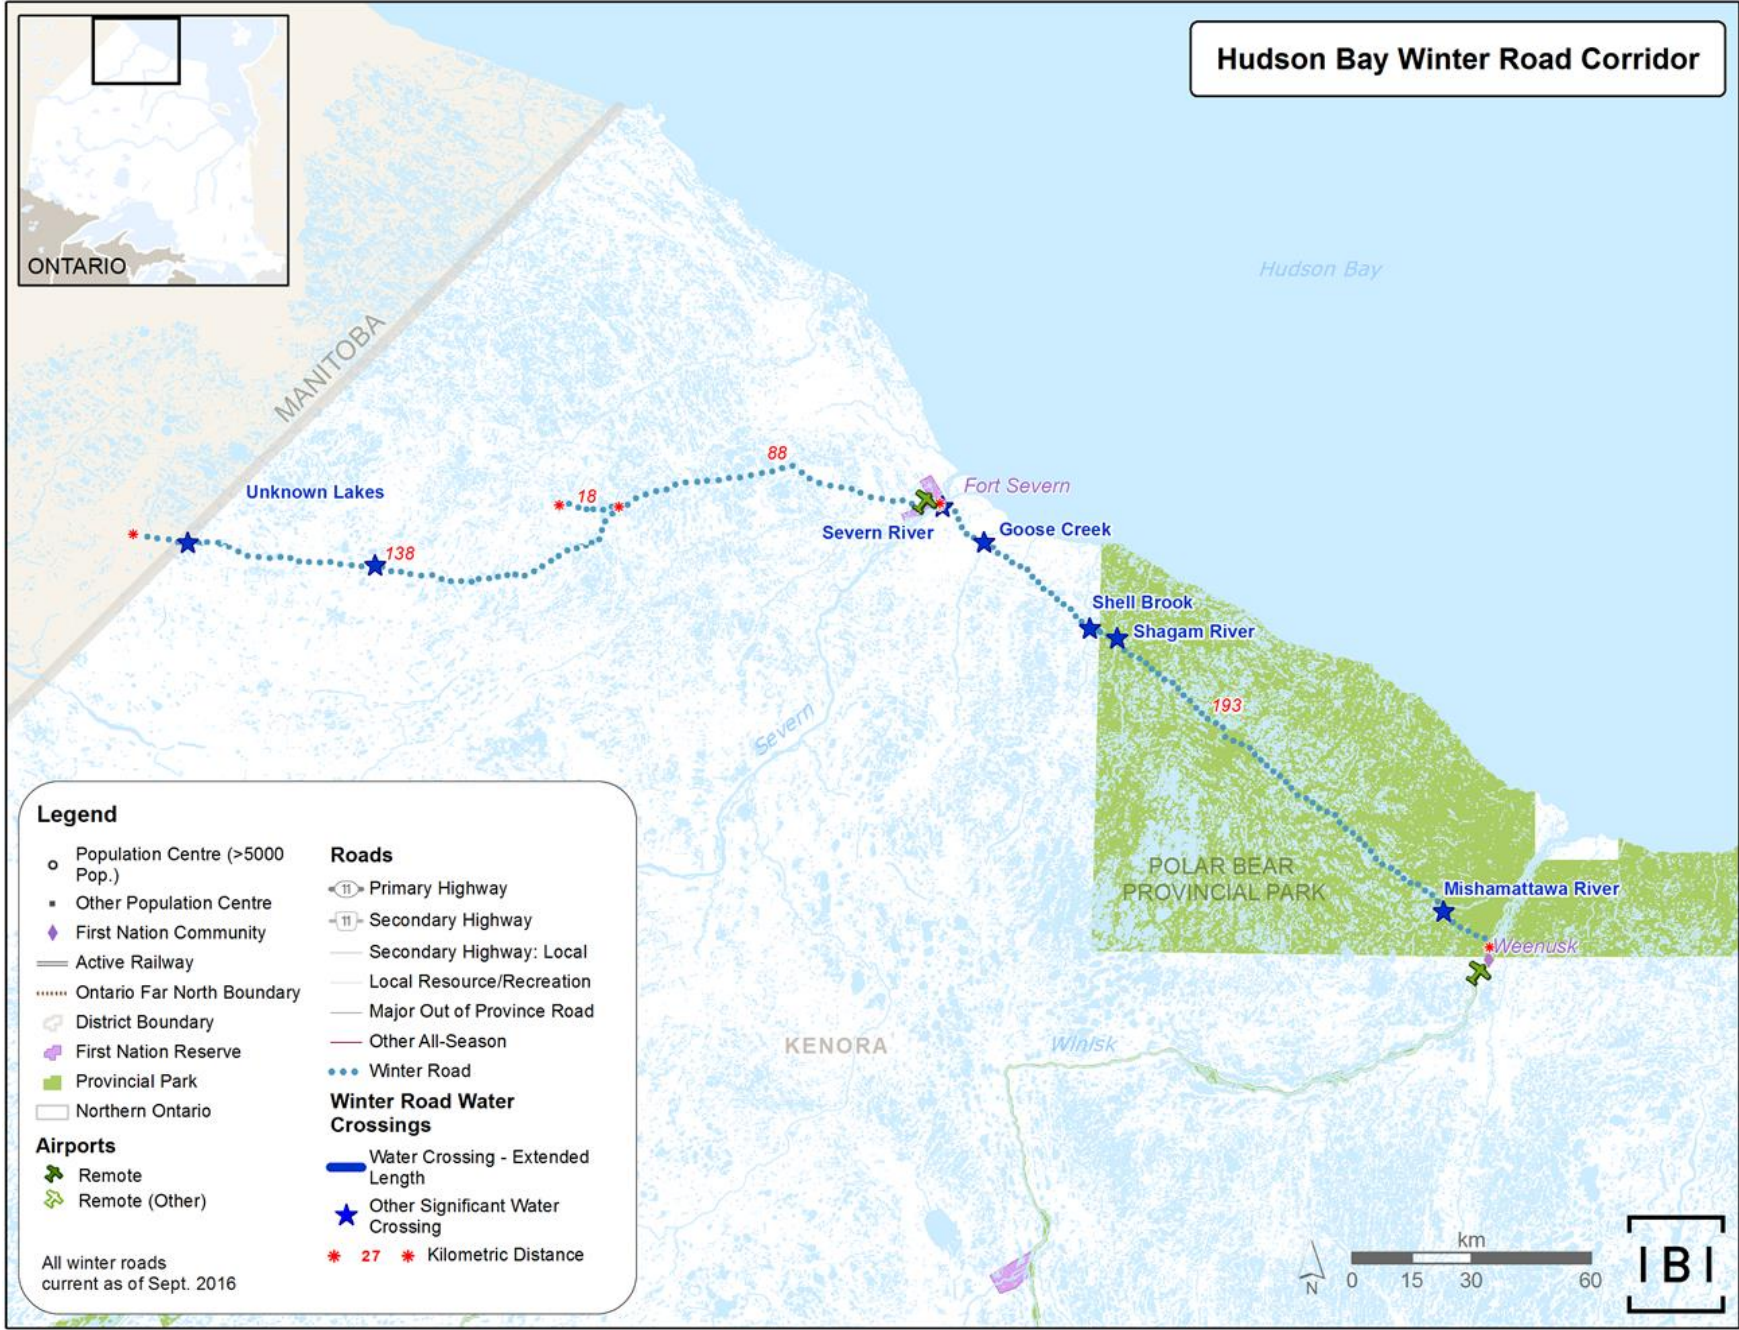 Hudson Bay Winter Road Corridor
ONTARIO
Hudson Bay
MANITOBA
88
Unknown Lakes
18
Fort Severn
Severn River
Goose Creek
138
Shell Brook
Shagam River
193
Severn
POLAR BEAR
PROVINCIAL PARK
Mishamattawa River
Weenusk
KENORA
Winisk
Legend
Population Centre (>5000
Pop.)
Other Population Centre
First Nation Community
Active Railway
Ontario Far North Boundary
District Boundary
First Nation Reserve
Provincial Park
Northern Ontario
Airports
Remote
Remote (Other)
All winter roads
current as of Sept. 2016
Roads
11 Primary Highway
11 Secondary Highway
Secondary Highway: Local
Local Resource/Recreation
Major Out of Province Road
Other All-Season
Winter Road
Winter Road Water
Crossings
Water Crossing - Extended
Length
Other Significant Water
Crossing
27 Kilometric Distance
N
km
0 15 30 60
IBI